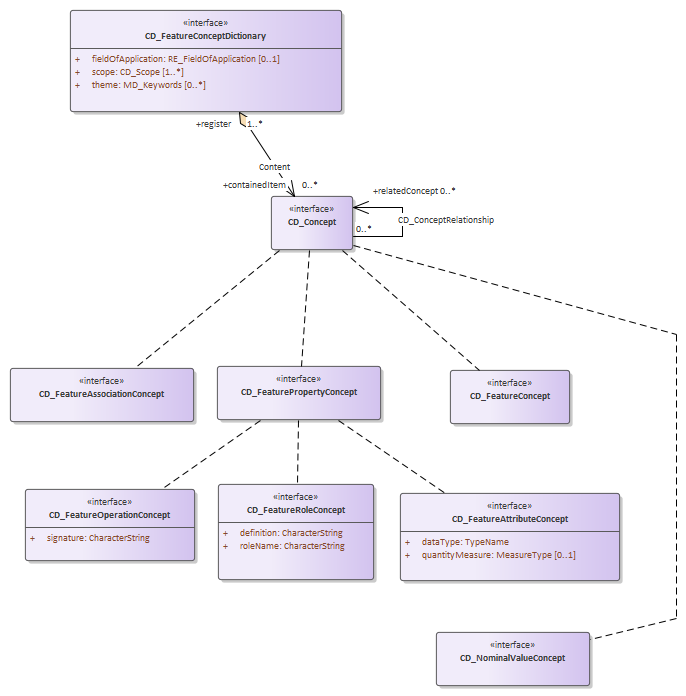 «interface»
CD_FeatureConceptDictionary
+ fieldOfApplication: RE_FieldOfApplication [0..1]
+ scope: CD_Scope [1..*]
+ theme: MD_Keywords [0..*]
+register 1..*
Content
+containedItem 0..*
«interface»
CD_Concept
+relatedConcept 0..*
CD_ConceptRelationship
0..*
«interface»
CD_FeatureAssociationConcept
«interface»
CD_FeaturePropertyConcept
«interface»
CD_FeatureConcept
«interface»
CD_FeatureOperationConcept
+ signature: CharacterString
«interface»
CD_FeatureRoleConcept
+ definition: CharacterString
+ roleName: CharacterString
«interface»
CD_FeatureAttributeConcept
+ dataType: TypeName
+ quantityMeasure: MeasureType [0..1]
«interface»
CD_NominalValueConcept